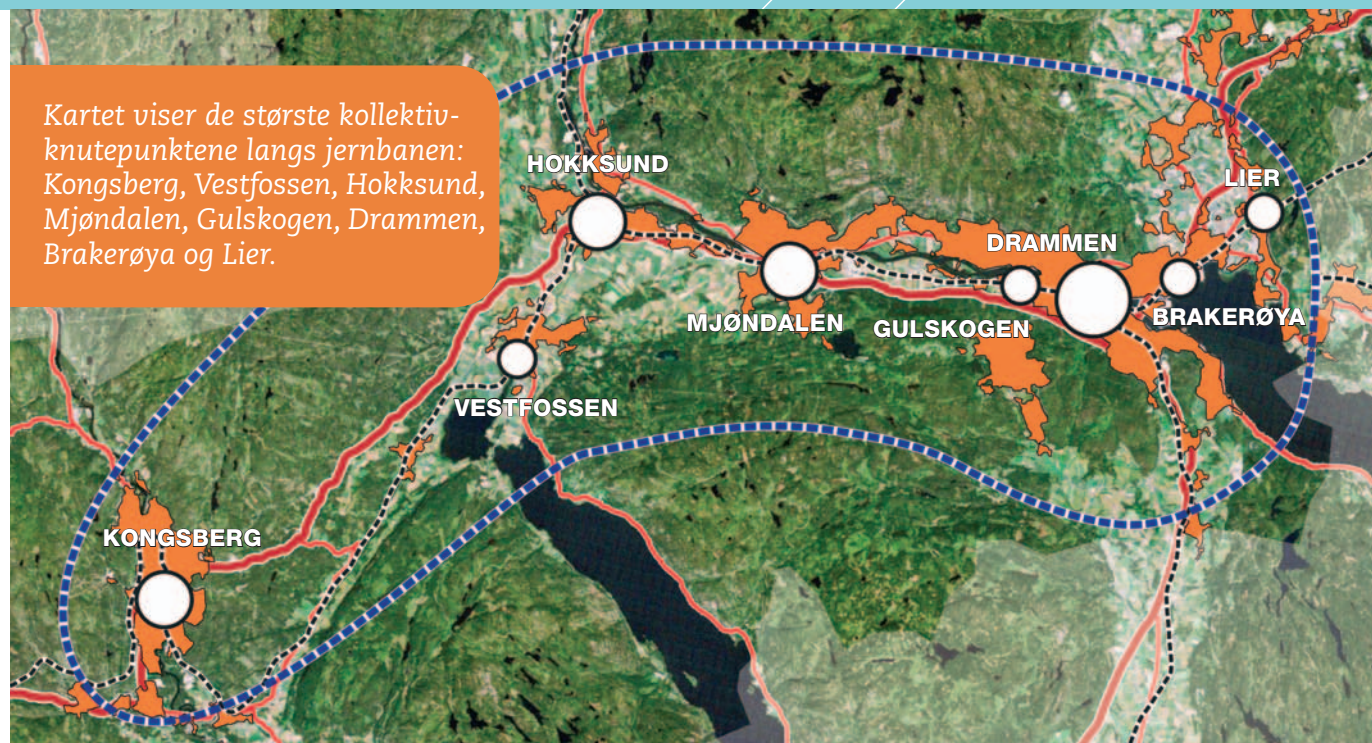 Kartet viser de største kollektiv-
knutepunktene langs jernbanen:
Kongsberg, Vestfossen, Hokksund,
Mjøndalen, Gulskogen, Drammen,
Brakerøya og Lier.
HOKKSUND
LIER
DRAMMEN
MJØNDALEN
GULSKOGEN
BRAKERØYA
VESTFOSSEN
KONGSBERG